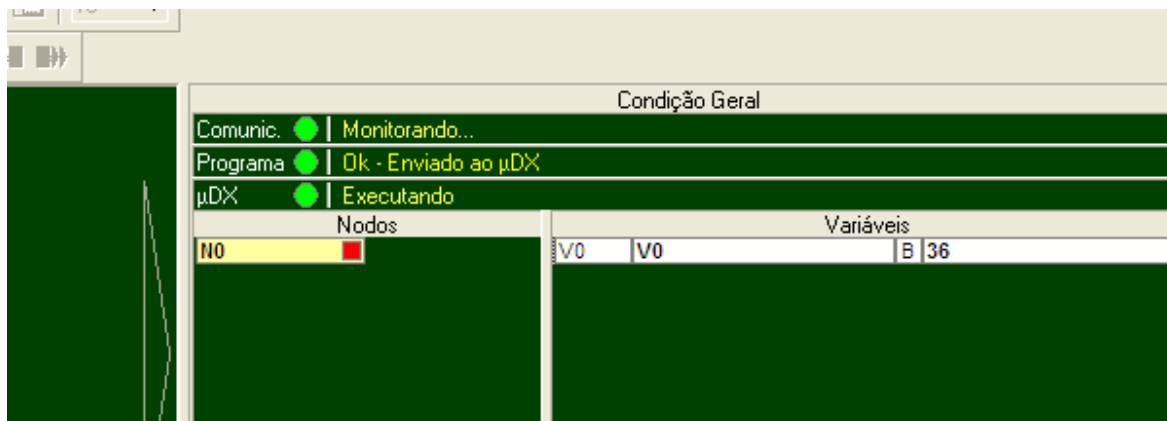 Condição Geral
Comunic. Monitorando...
Programa Ok - Enviado ao µDX
µDX Executando
Nodos Variáveis
N0 V0 V0 B 36